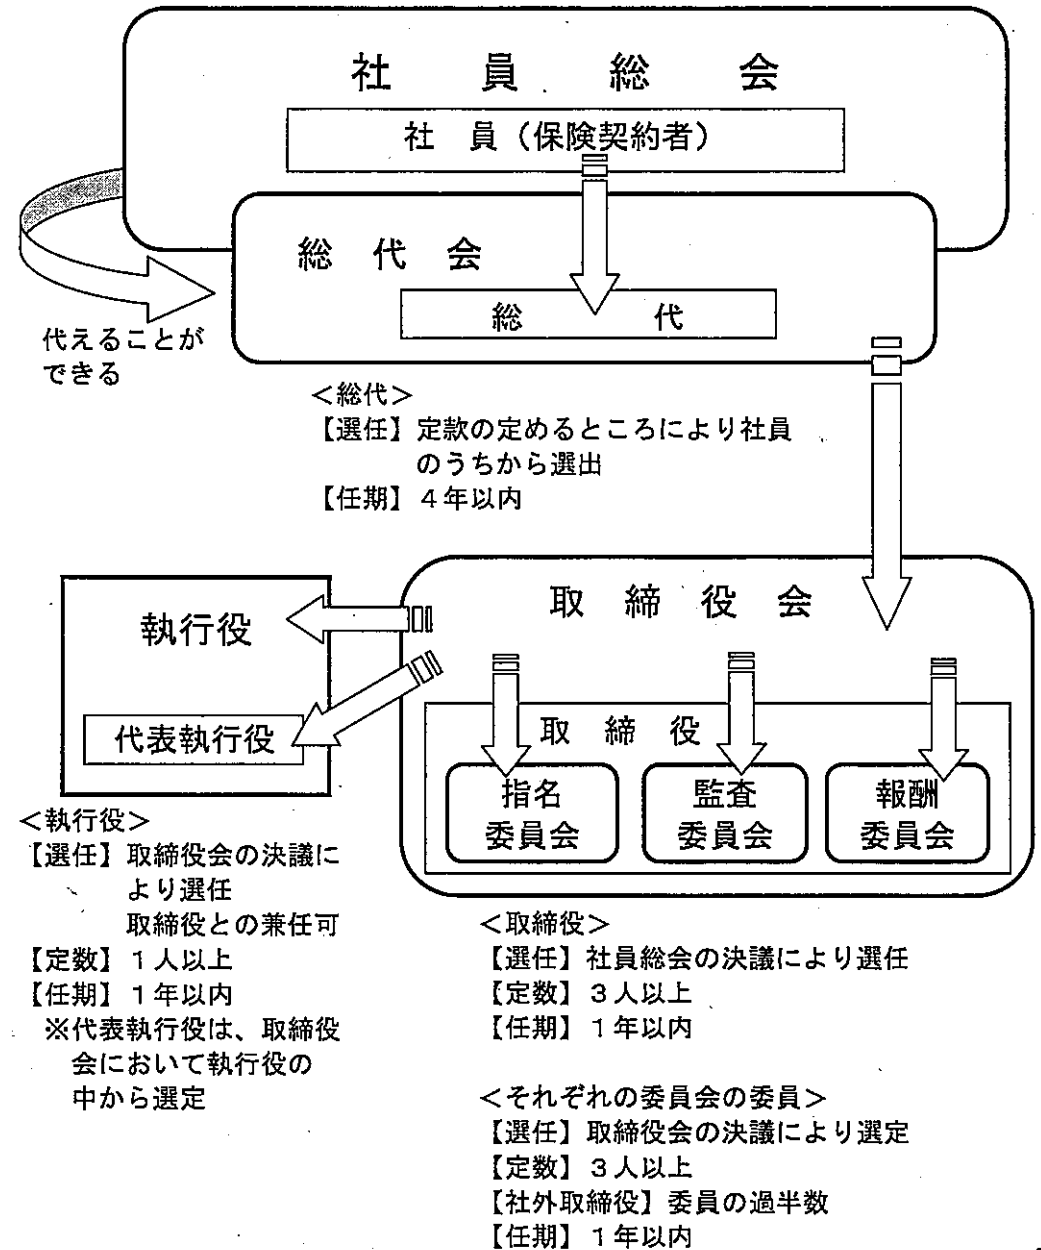 社員総会
社員（保険契約者）
総代会
総代
代えることが
できる
＜総代＞
【選任】定款の定めるところにより社員
のうちから選出
【任期】４年以内
取締役会
執行役
代表執行役
取締役
指名
委員会
監査
委員会
報酬
委員会
＜執行役＞
【選任】取締役会の決議に
より選任
取締役との兼任可
【定数】１人以上
【任期】１年以内
※代表執行役は、取締役
会において執行役の
中から選定
＜取締役＞
【選任】社員総会の決議により選任
【定数】３人以上
【任期】１年以内
＜それぞれの委員会の委員＞
【選任】取締役会の決議により選定
【定数】３人以上
【社外取締役】委員の過半数
【任期】１年以内